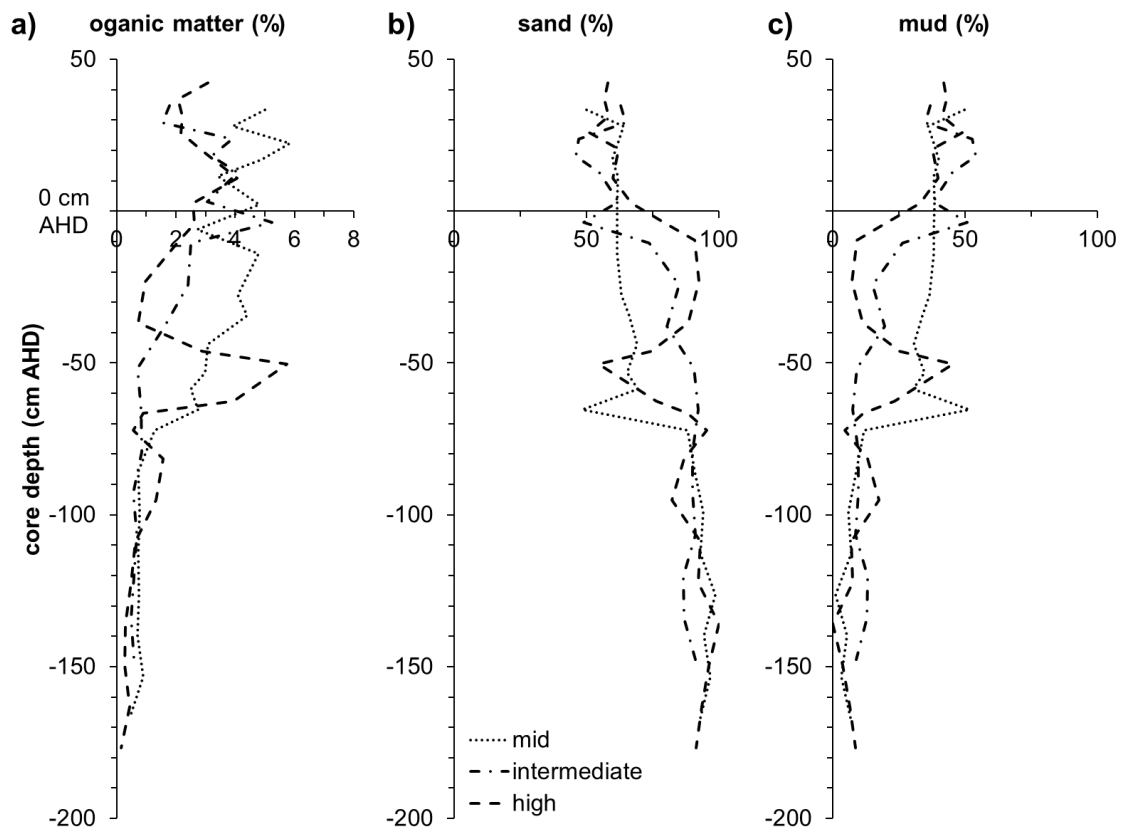 a) oganic matter (%)
b) sand (%)
c) mud (%)
50
0 cm
AHD
-50
-100
-150
-200
0 2 4 6 8
core depth (cm AHD)
50
-50
-100
-150
-200
0 50 100
mid
intermediate
high
50
-50
-100
-150
-200
0 50 100